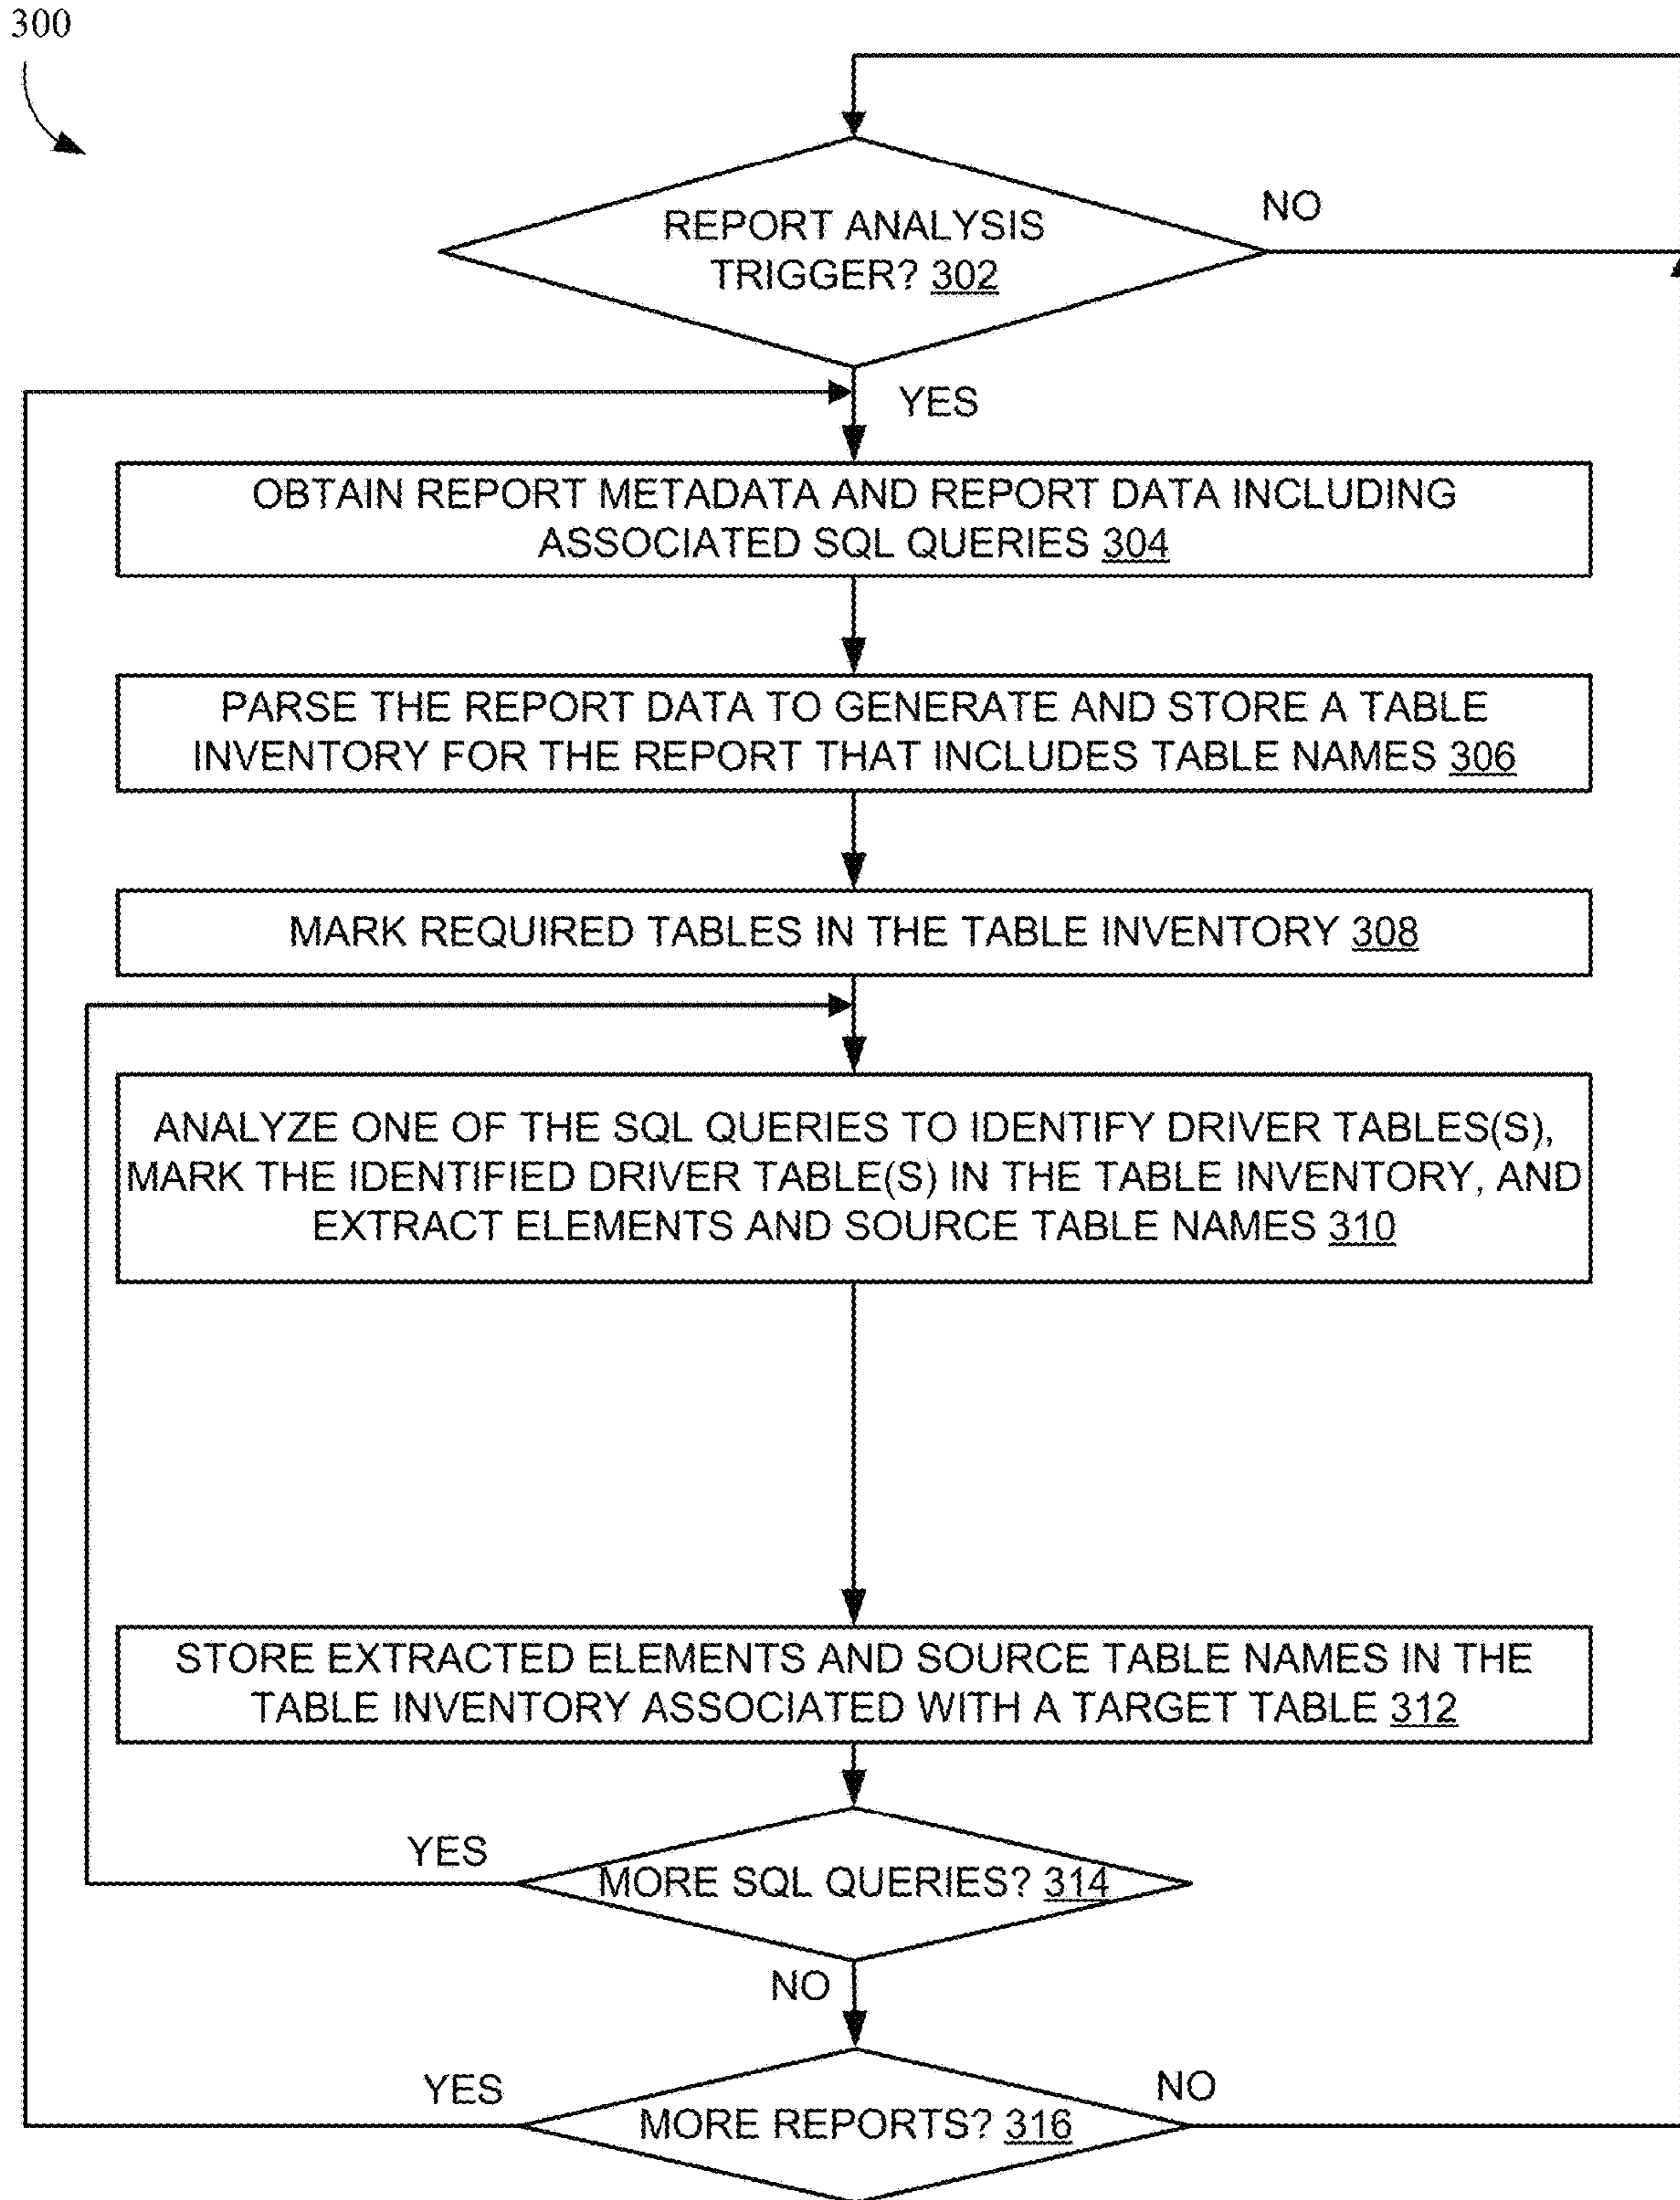 300
REPORT ANALYSIS
TRIGGER? 302
NO
YES
OBTAIN REPORT METADATA AND REPORT DATA INCLUDING
ASSOCIATED SQL QUERIES 304
PARSE THE REPORT DATA TO GENERATE AND STORE A TABLE
INVENTORY FOR THE REPORT THAT INCLUDES TABLE NAMES 306
MARK REQUIRED TABLES IN THE TABLE INVENTORY 308
ANALYZE ONE OF THE SQL QUERIES TO IDENTIFY DRIVER TABLES(S),
MARK THE IDENTIFIED DRIVER TABLE(S) IN THE TABLE INVENTORY, AND
EXTRACT ELEMENTS AND SOURCE TABLE NAMES 310
STORE EXTRACTED ELEMENTS AND SOURCE TABLE NAMES IN THE
TABLE INVENTORY ASSOCIATED WITH A TARGET TABLE 312
YES
MORE SQL QUERIES? 314
NO
YES
NO
MORE REPORTS? 316